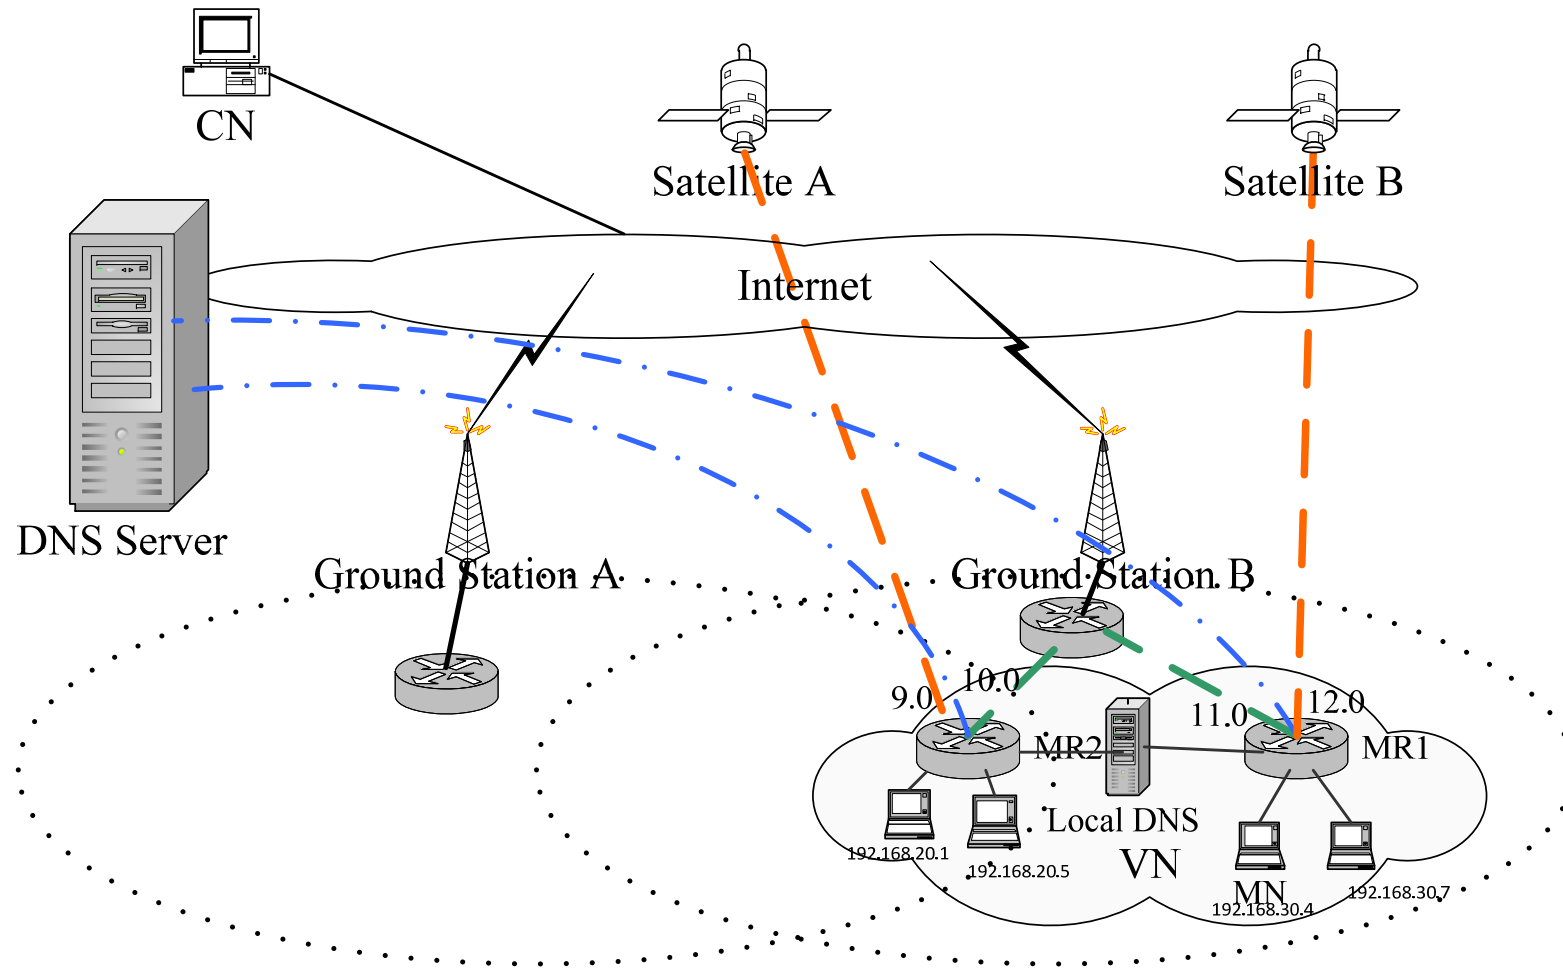 CN
Satellite A
Satellite B
Internet
DNS Server
Ground Station A
Ground Station B
9.0
10.0
11.0
12.0
MR2
MR1
Local DNS
VN
192.168.20.1
192.168.20.5
MN
192.168.30.4
192.168.30.7